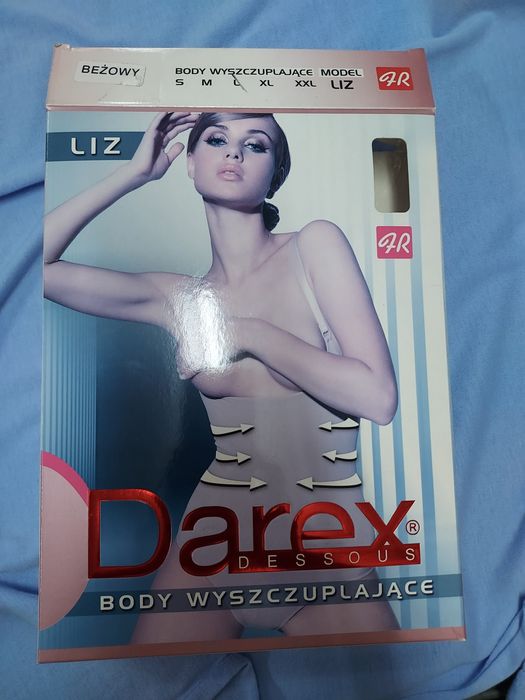 BEŻOWY
BODY WYSZCZUPLAJĄCE MODEL
S M L XL XXL LIZ
LIZ
Darex®
DESSOUS
BODY WYSZCZUPLAJĄCE